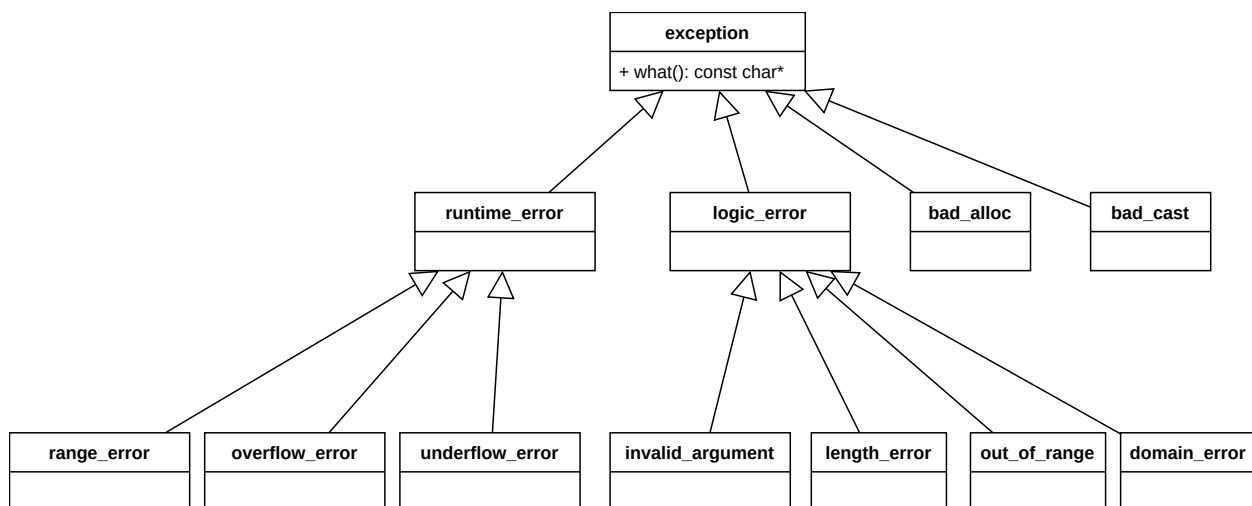 exception
+ what(): const char*
runtime_error
logic_error
bad_alloc
bad_cast
range_error
overflow_error
underflow_error
invalid_argument
length_error
out_of_range
domain_error